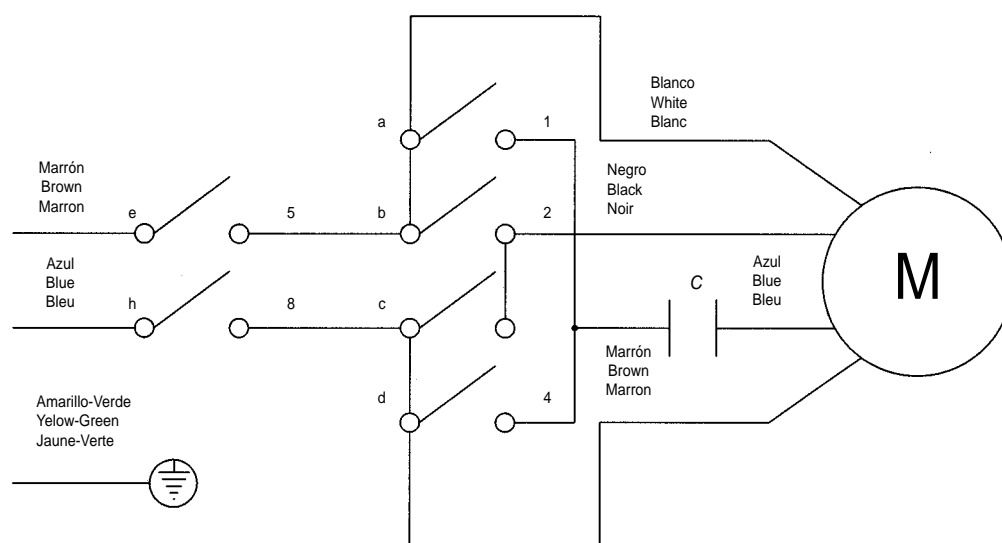 Blanco
White
Blanc
a
1
Marrón
Brown
Marron
Negro
Black
Noir
e
5
b
2
Azul
Blue
Bleu
Azul
Blue
Bleu
C
M
h
8
c
Marrón
Brown
Marron
d
4
Amarillo-Verde
Yelow-Green
Jaune-Verte